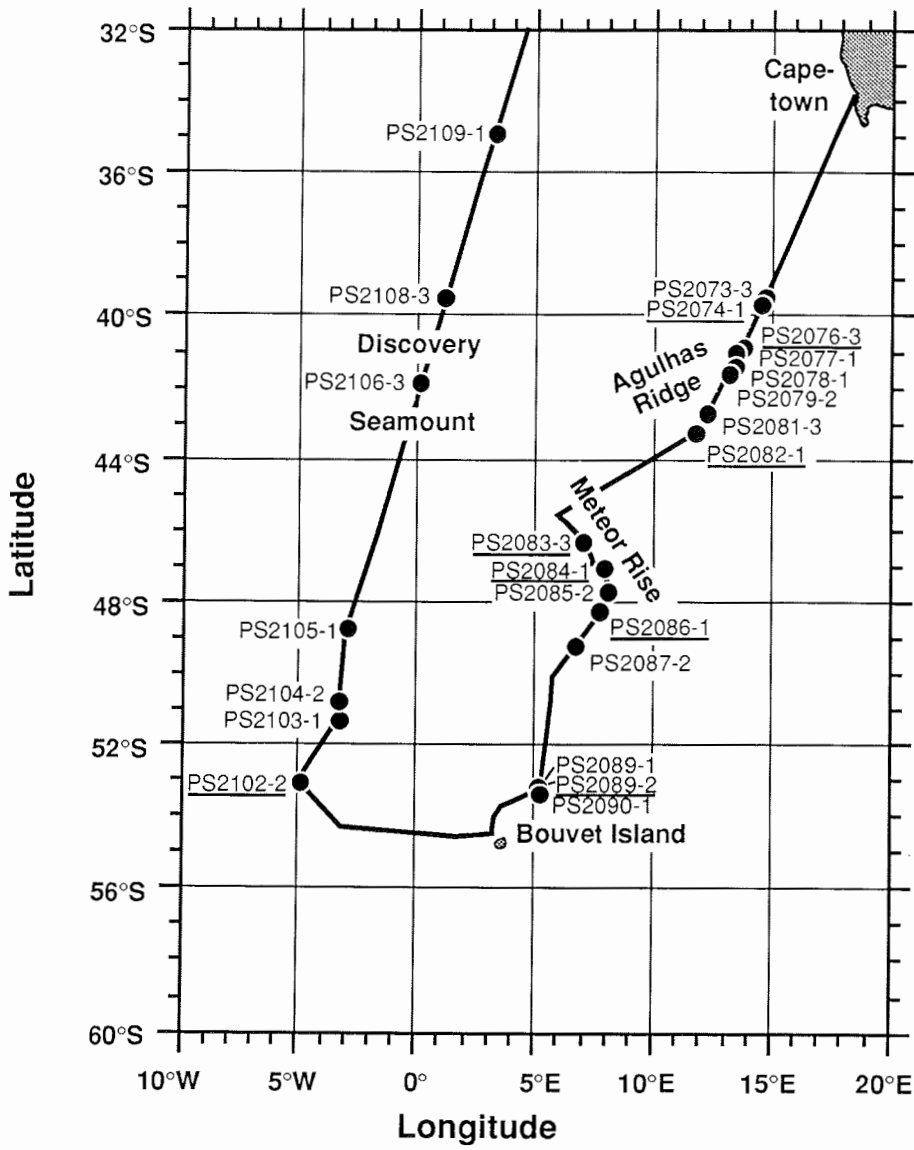 32°S
36°S
40°S
44°S
48°S
52°S
56°S
60°S
Latitude
10°W
5°W
0°
5°E
10°E
15°E
20°E
Longitude
Cape-
town
PS2109-1
PS2108-3
Discovery
PS2106-3
Seamount
PS2105-1
PS2104-2
PS2103-1
PS2102-2
PS2073-3
PS2074-1
PS2076-3
PS2077-1
PS2078-1
PS2079-2
PS2081-3
PS2082-1
Agulhas
Ridge
Meteor Rise
PS2083-3
PS2084-1
PS2085-2
PS2086-1
PS2087-2
PS2089-1
PS2089-2
PS2090-1
Bouvet Island